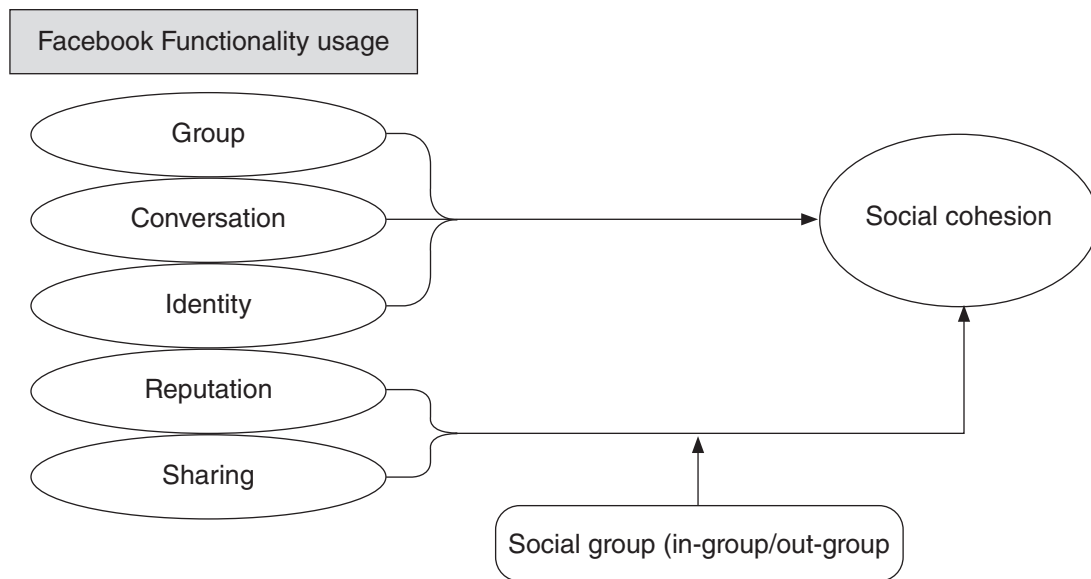 Facebook Functionality usage
Group
Conversation
Identity
Reputation
Sharing
Social cohesion
Social group (in-group/out-group